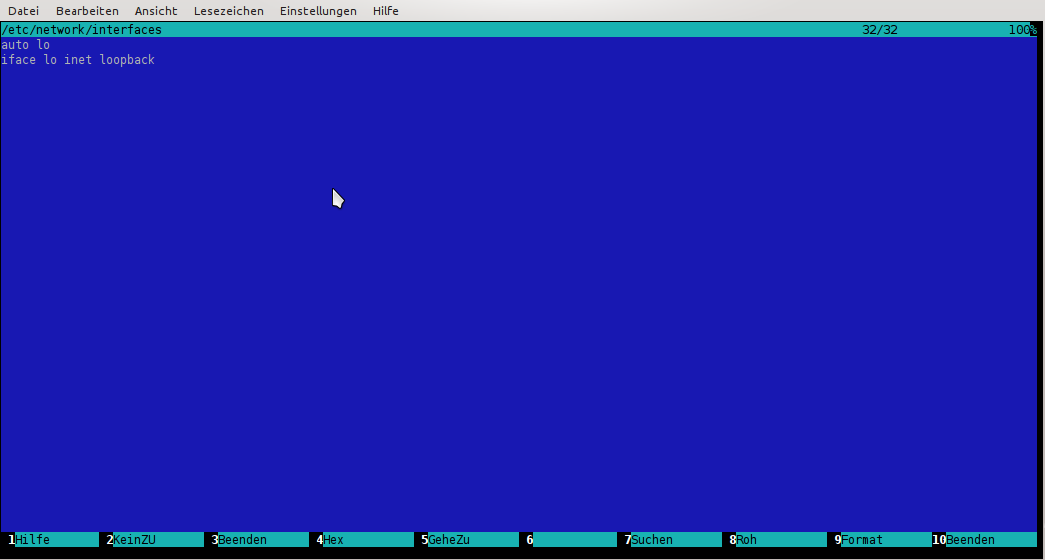 Datei Bearbeiten Ansicht Lesezeichen Einstellungen Hilfe
/etc/network/interfaces 32/32 100%
auto lo
iface lo inet loopback
1Hilfe 2KeinZU 3Beenden 4Hex 5GeheZu 6 7Suchen 8Roh 9Format 10Beenden